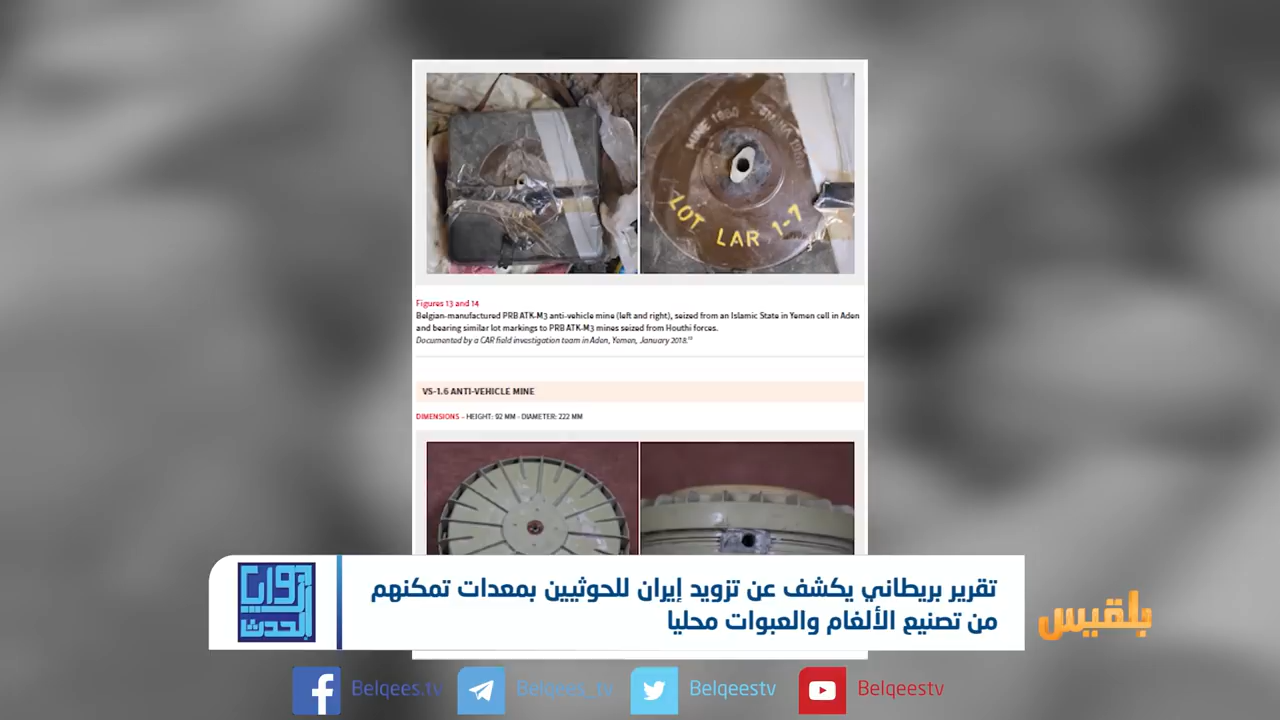 MINE 1980
LOT LAR 1-7
Figures 13 and 14
Belgian-manufactured PRB ATK-M3 anti-vehicle mine (left and right), seized from an Islamic State in Yemen cell in Aden
and bearing similar lot markings to PRB ATK-M3 mines seized from Houthi forces.
Documented by a CAR field investigation team in Aden, Yemen, January 2018.
VS-1.6 ANTI-VEHICLE MINE
DIMENSIONS - HEIGHT: 92 MM - DIAMETER: 222 MM
تقرير بريطاني يكشف عن تزويد إيران للحوثيين بمعدات تمكنهم
من تصنيع الألغام والعبوات محليا
زوايا
الحدث
بلقيس
Belqees.tv
Belqees_tv
Belqeestv
Belqeestv